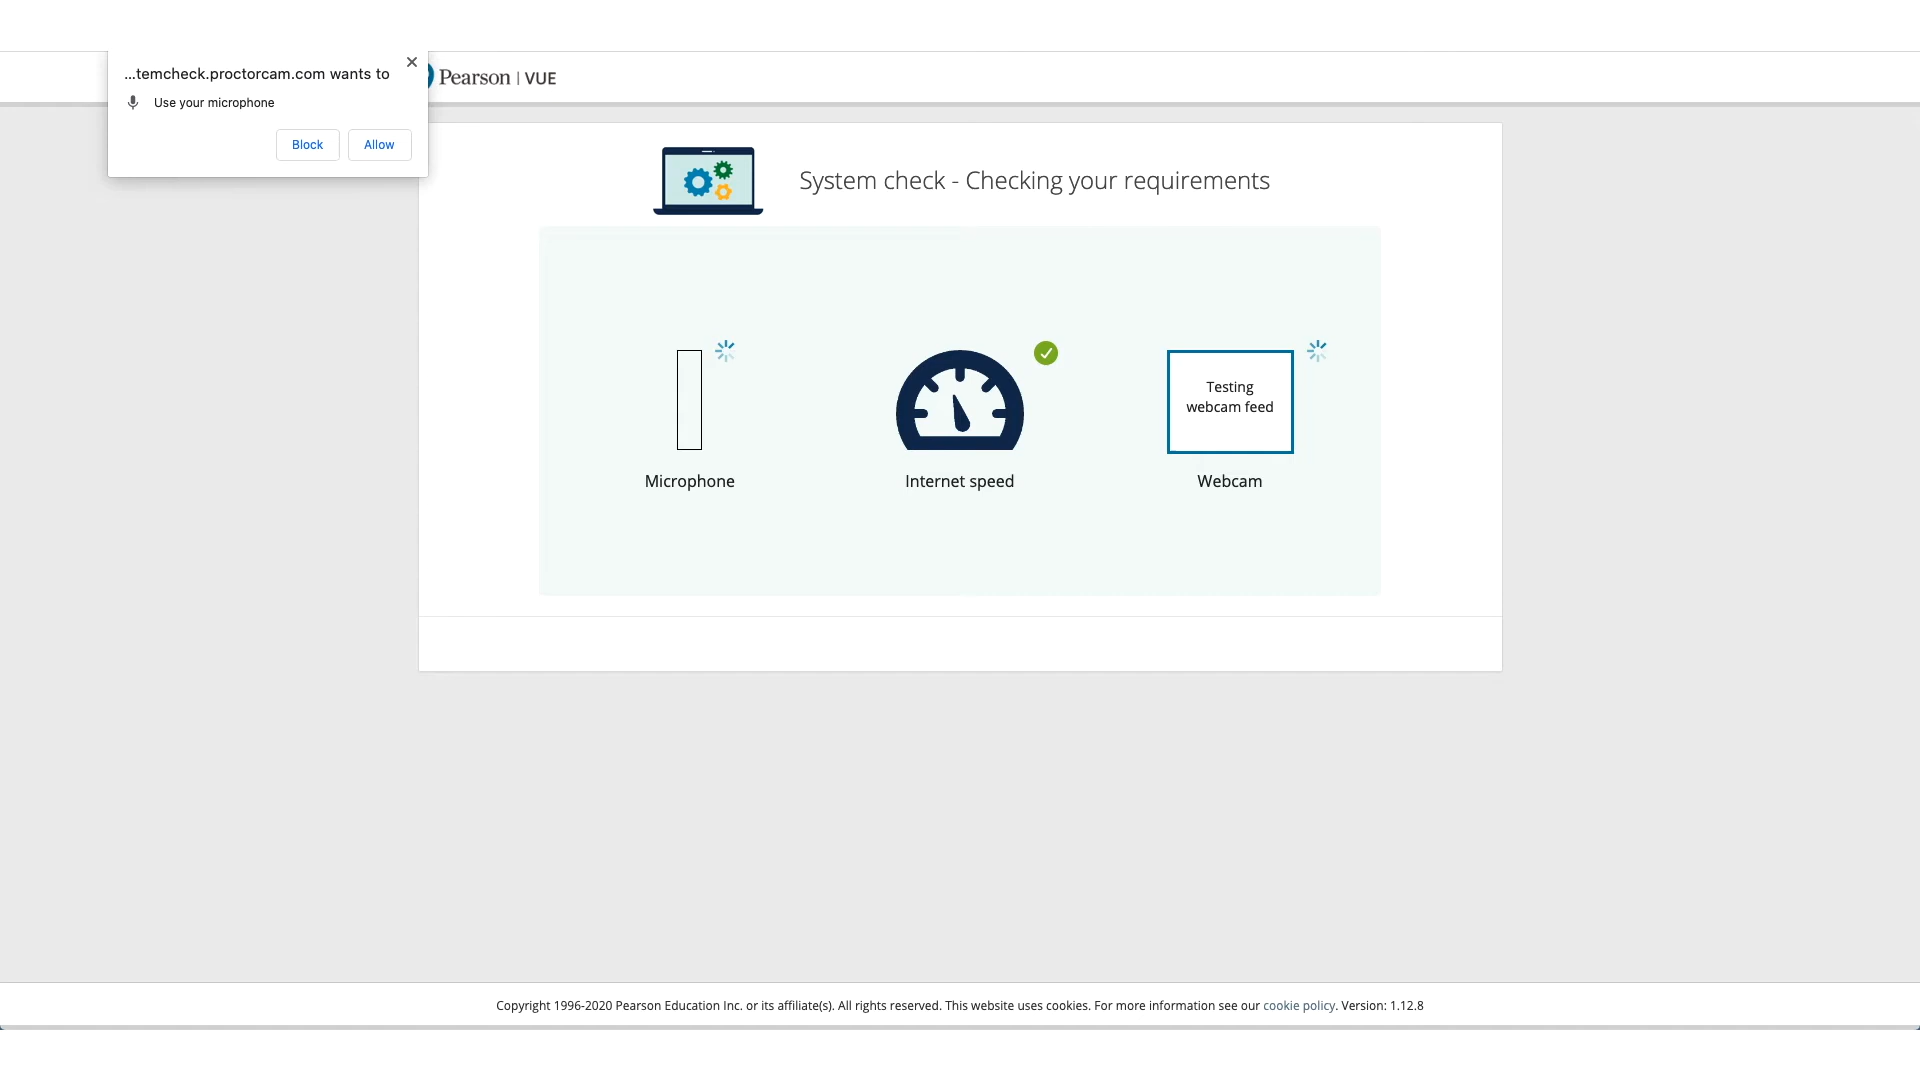 ...temcheck.proctorcam.com wants to
Use your microphone
Block
Allow
Pearson | VUE
System check - Checking your requirements
Testing
webcam feed
Microphone
Internet speed
Webcam
Copyright 1996-2020 Pearson Education Inc. or its affiliate(s). All rights reserved. This website uses cookies. For more information see our cookie policy. Version: 1.12.8